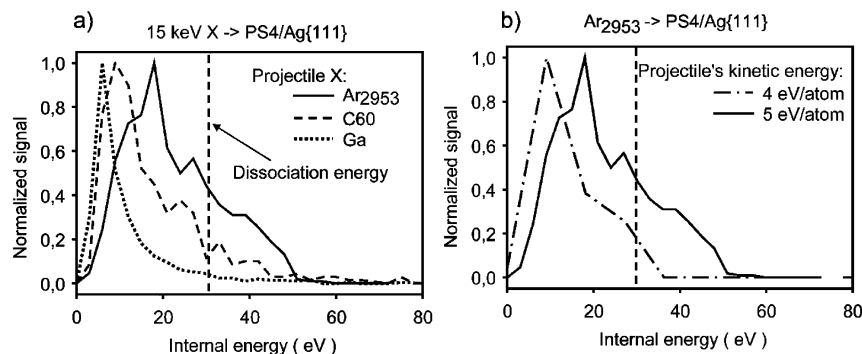 a)
15 keV X -> PS4/Ag{111}
Projectile X:
Ar2953
C60
Ga
Dissociation energy
Normalized signal
1,0
0,8
0,6
0,4
0,2
0,0
0
20
40
60
80
Internal energy ( eV )
b)
Ar2953 -> PS4/Ag{111}
Projectile's kinetic energy:
4 eV/atom
5 eV/atom
Normalized signal
1,0
0,8
0,6
0,4
0,2
0,0
0
20
40
60
80
Internal energy ( eV )